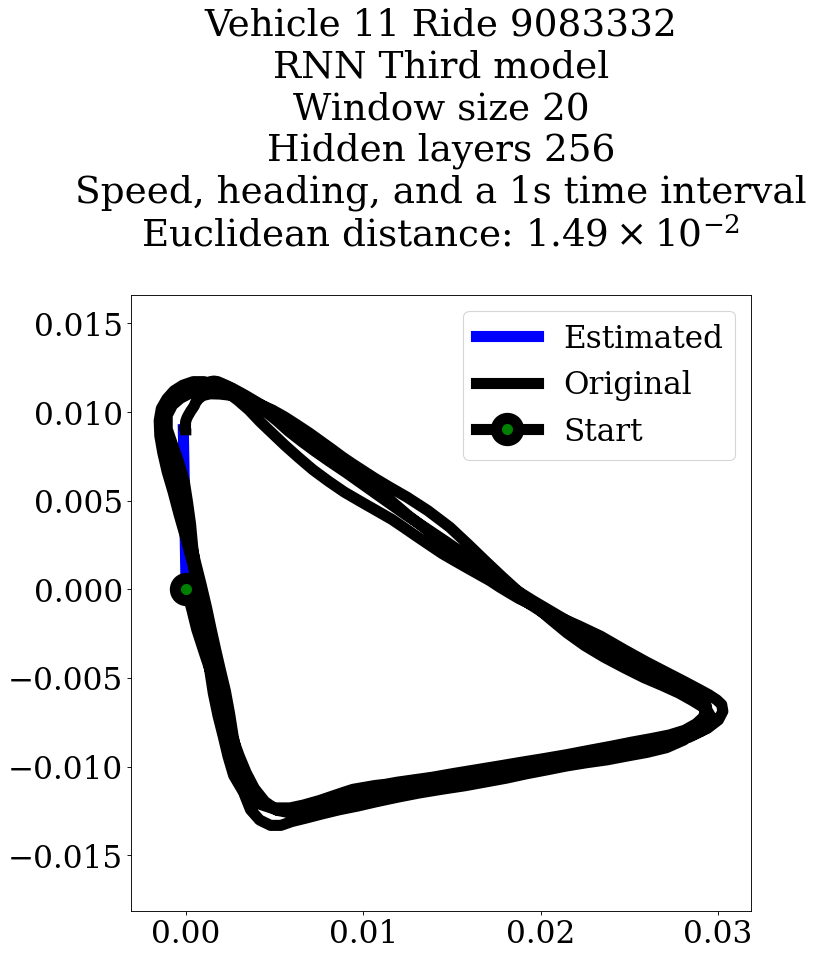 Vehicle 11 Ride 9083332
RNN Third model
Window size 20
Hidden layers 256
Speed, heading, and a 1s time interval
Euclidean distance: 1.49 × 10⁻²
Estimated
Original
Start
0.015
0.010
0.005
0.000
−0.005
−0.010
−0.015
0.00 0.01 0.02 0.03